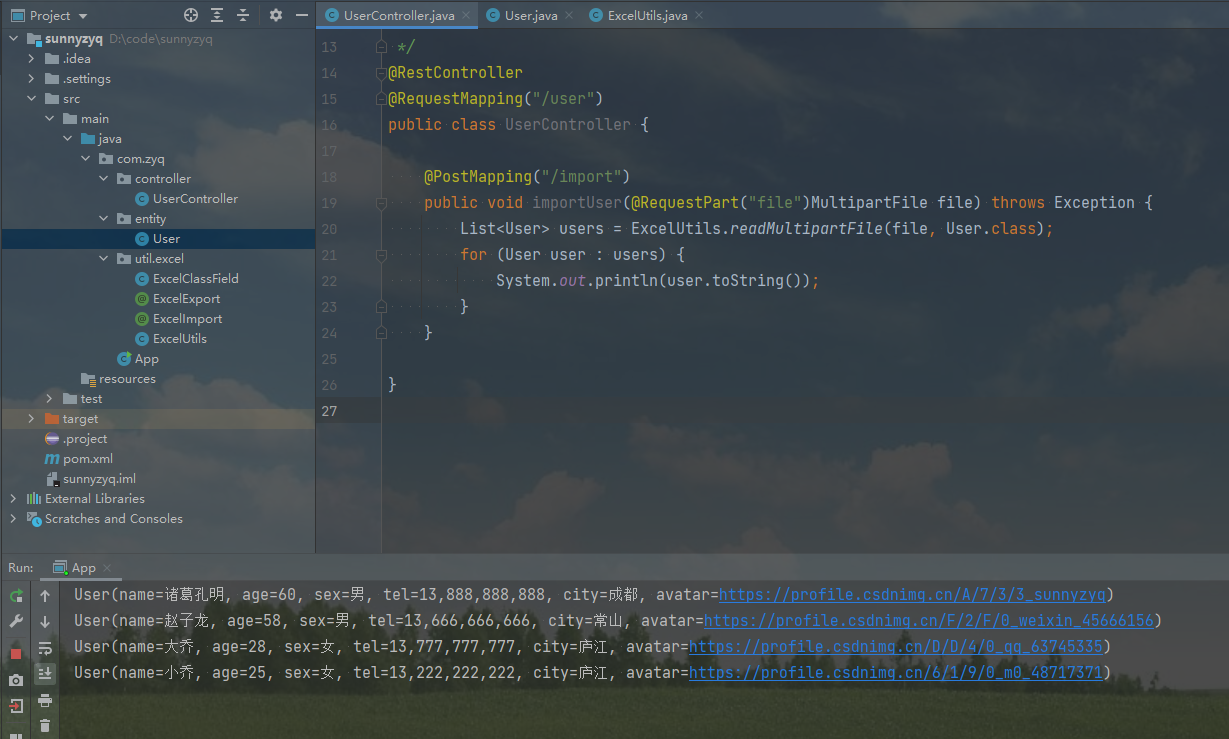 Project
sunnyzyq D:\code\sunnyzyq
.idea
.settings
src
main
java
com.zyq
controller
UserController
entity
User
util.excel
ExcelClassField
ExcelExport
ExcelImport
ExcelUtils
App
resources
test
target
.project
pom.xml
sunnyzyq.iml
External Libraries
Scratches and Consoles
UserController.java User.java ExcelUtils.java
13 */
14 @RestController
15 @RequestMapping("/user")
16 public class UserController {
17
18 @PostMapping("/import")
19 public void importUser(@RequestPart("file")MultipartFile file) throws Exception {
20 List<User> users = ExcelUtils.readMultipartFile(file, User.class);
21 for (User user : users) {
22 System.out.println(user.toString());
23 }
24 }
25
26 }
27
Run: App
User(name=诸葛孔明, age=60, sex=男, tel=13,888,888,888, city=成都, avatar=https://profile.csdnimg.cn/A/7/3/3_sunnyzyq)
User(name=赵子龙, age=58, sex=男, tel=13,666,666,666, city=常山, avatar=https://profile.csdnimg.cn/F/2/F/0_weixin_45666156)
User(name=大乔, age=28, sex=女, tel=13,777,777,777, city=庐江, avatar=https://profile.csdnimg.cn/D/D/4/0_qq_63745335)
User(name=小乔, age=25, sex=女, tel=13,222,222,222, city=庐江, avatar=https://profile.csdnimg.cn/6/1/9/0_m0_48717371)